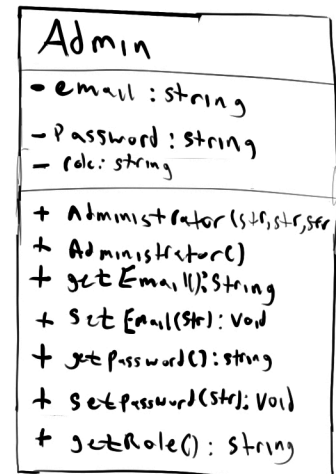 Admin
- email : string
- Password : string
- role: string
+ Administrator(str,str,str
+ Administrator()
+ getEmail():String
+ SetEmail(str): Void
+ getpassword() : string
+ Setpassword(str): Void
+ getRole() : string